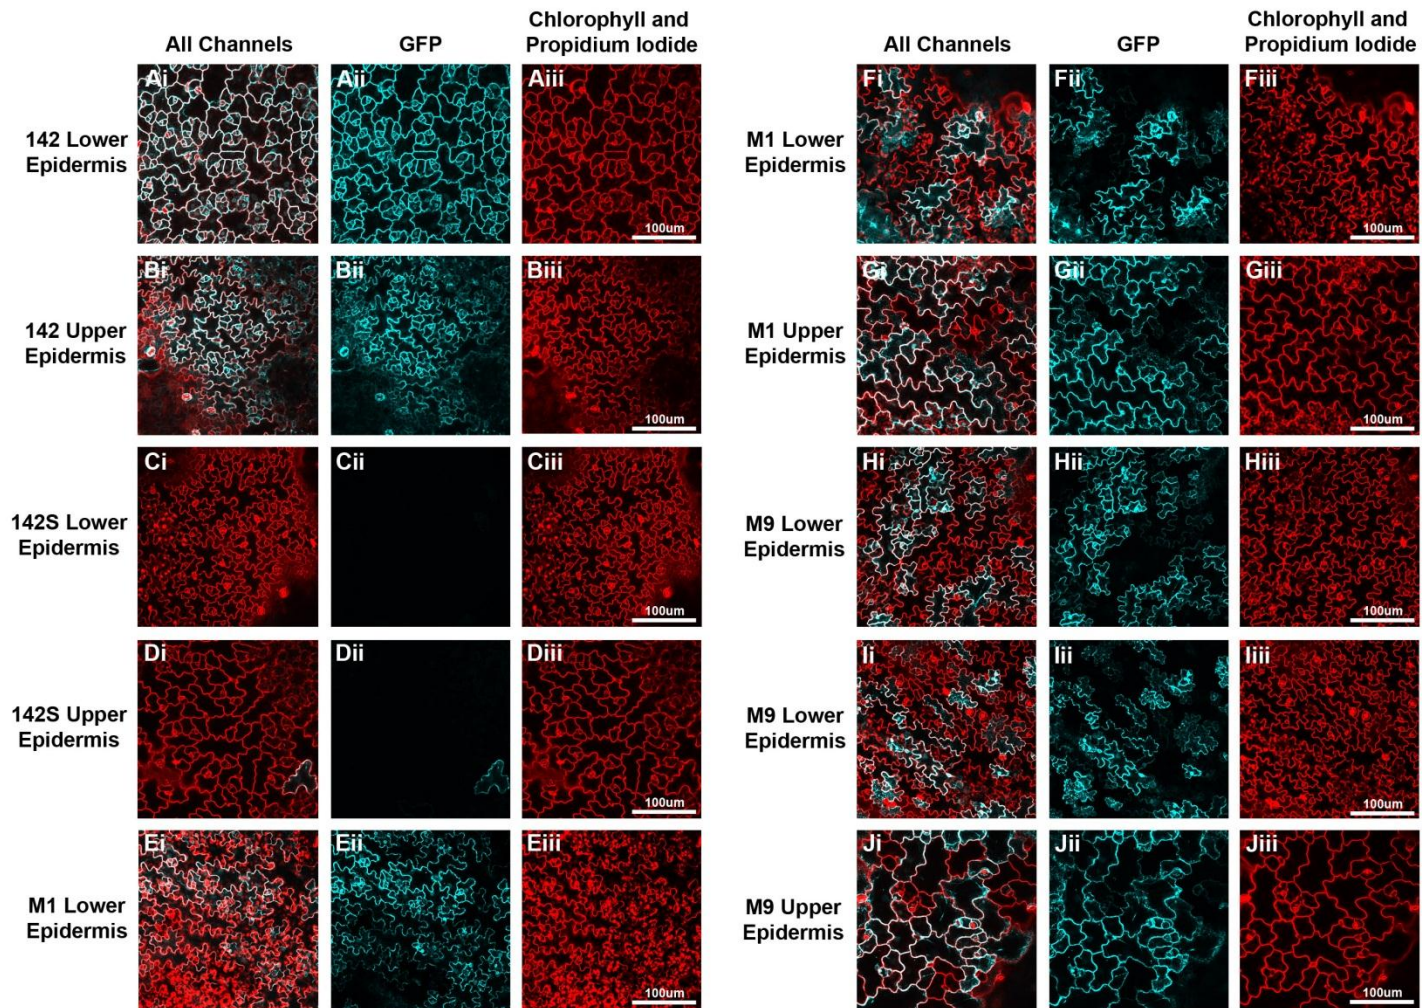 All Channels
GFP
Chlorophyll and
Propidium Iodide
All Channels
GFP
Chlorophyll and
Propidium Iodide
142 Lower
Epidermis
Ai
Aii
Aiii
100um
M1 Lower
Epidermis
Fi
Fii
Fiii
100um
142 Upper
Epidermis
Bi
Bii
Biii
100um
M1 Upper
Epidermis
Gi
Gii
Giii
100um
142S Lower
Epidermis
Ci
Cii
Ciii
100um
M9 Lower
Epidermis
Hi
Hii
Hiii
100um
142S Upper
Epidermis
Di
Dii
Diii
100um
M9 Lower
Epidermis
Ii
Iii
Iiii
100um
M1 Lower
Epidermis
Ei
Eii
Eiii
100um
M9 Upper
Epidermis
Ji
Jii
Jiii
100um